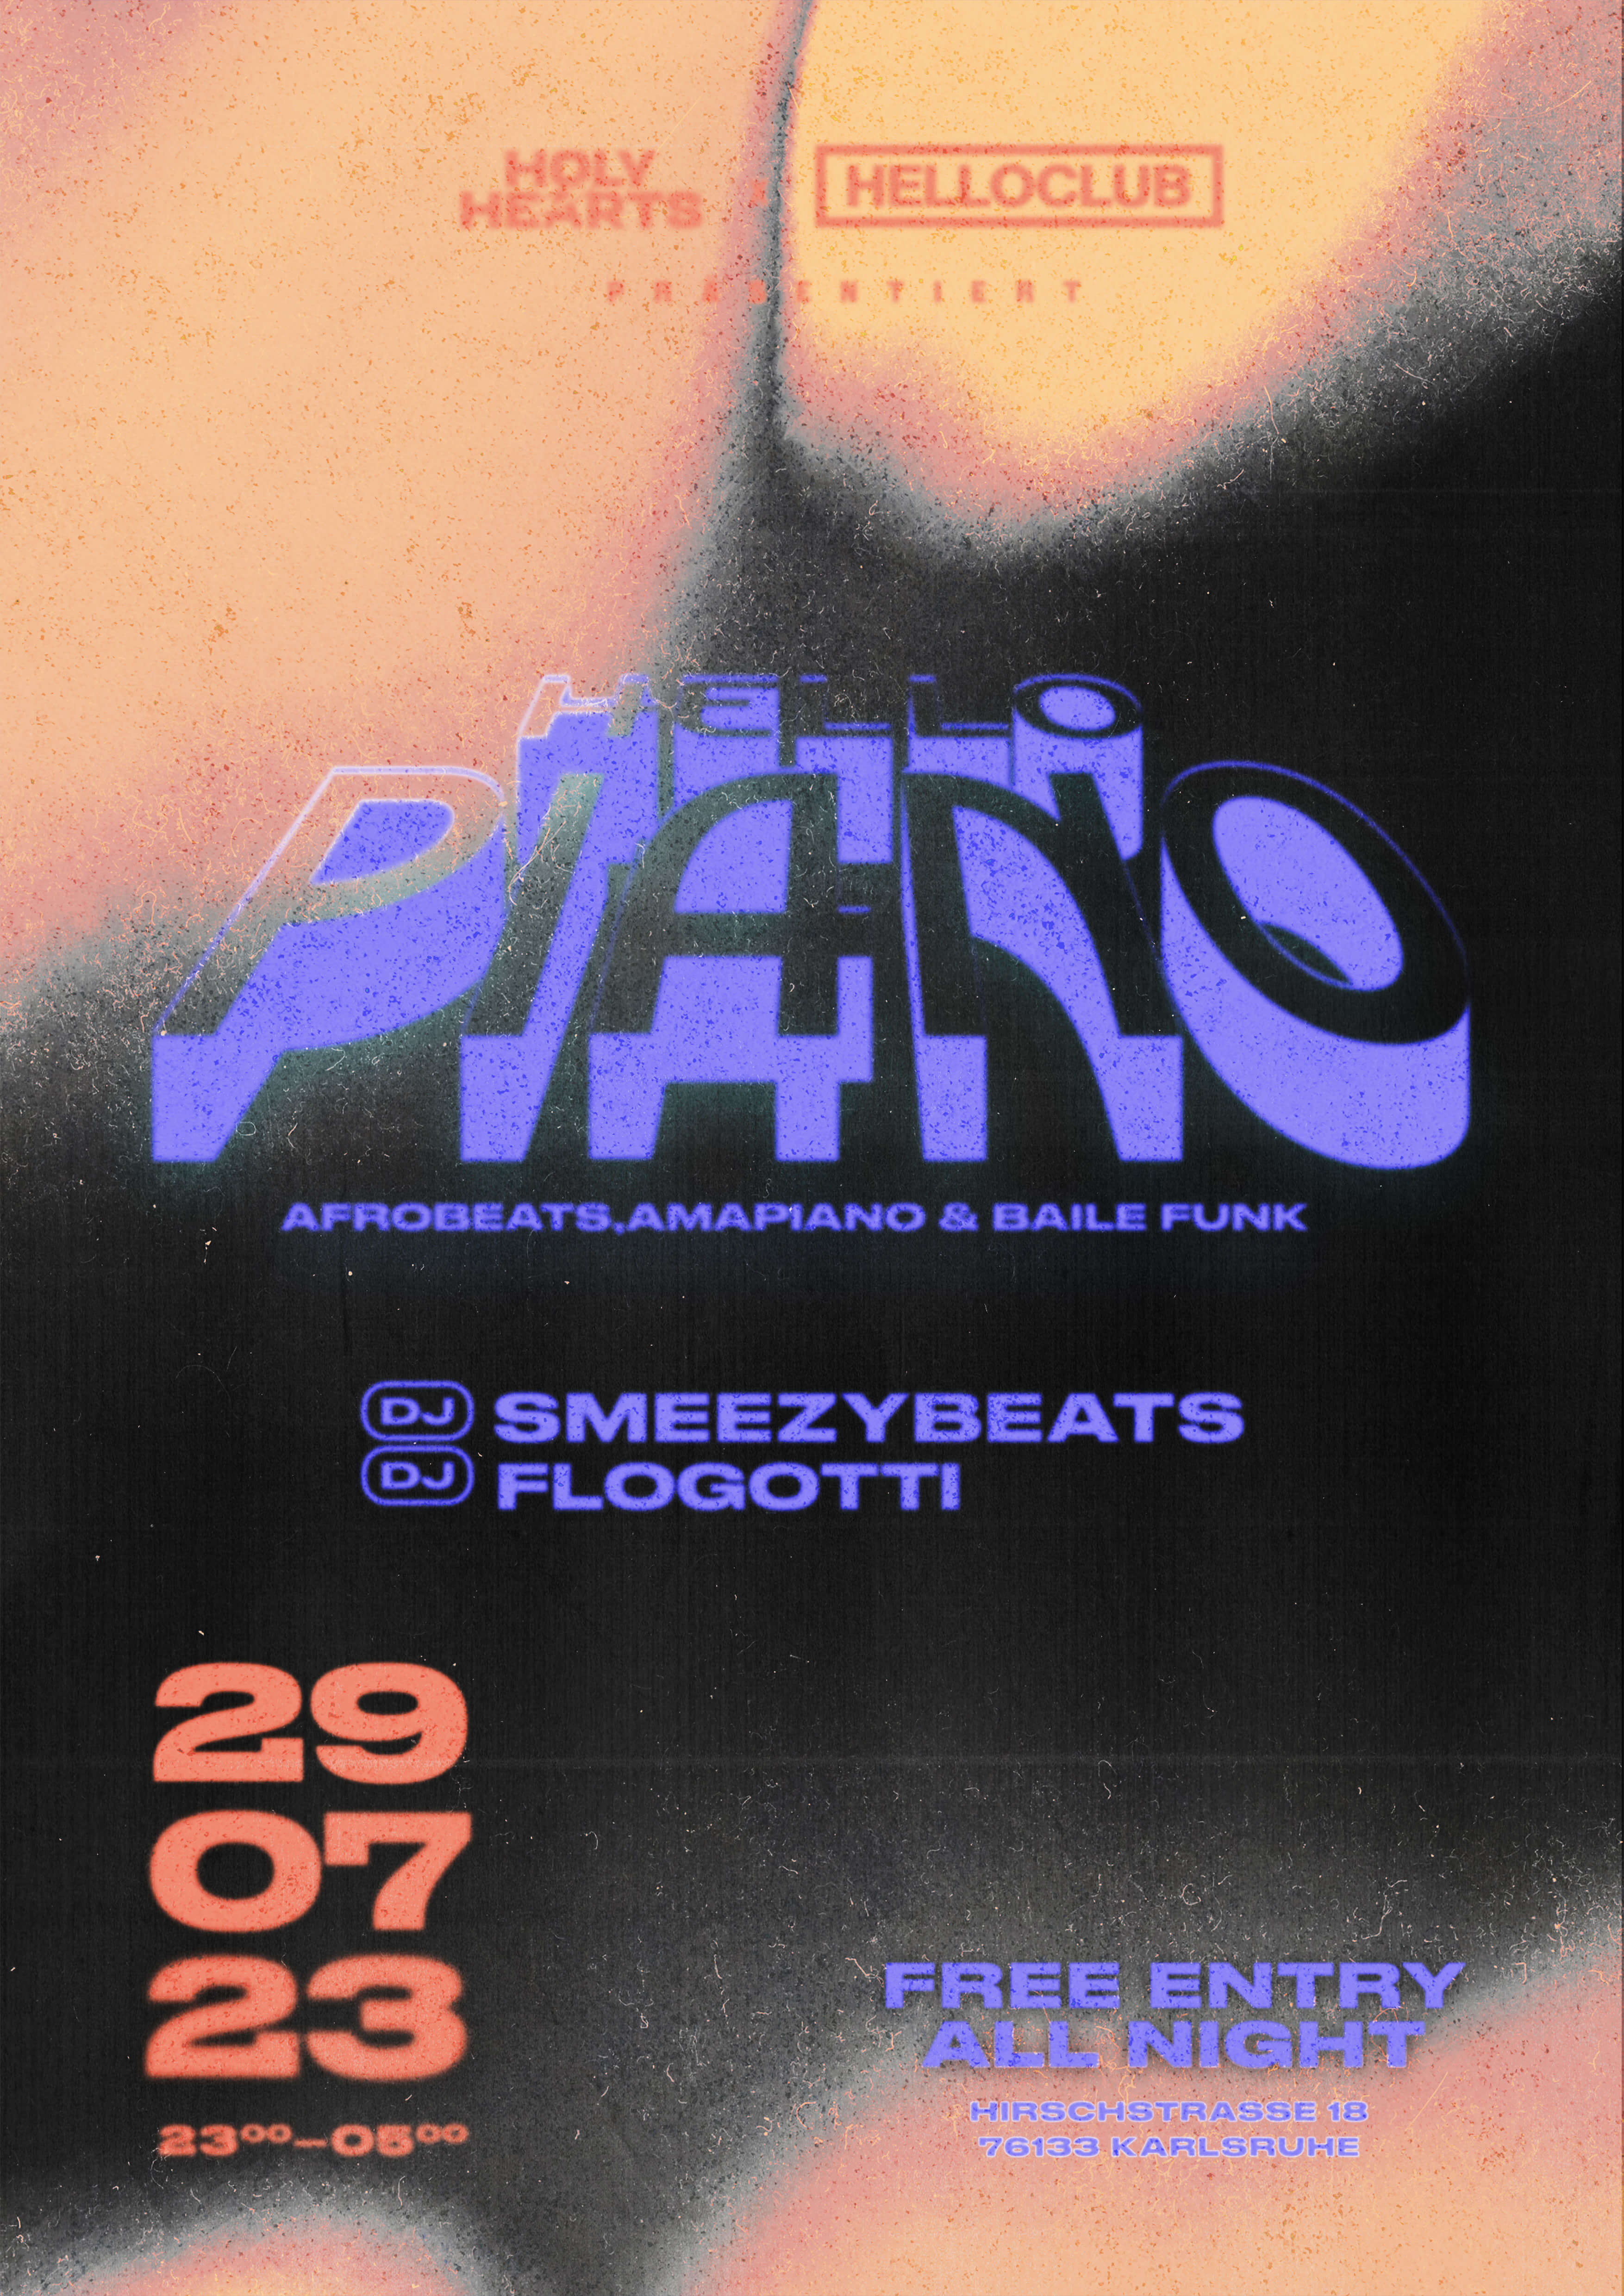 HOLY
HEARTS x HELLOCLUB
PRÄSENTIERT
HELLO
PIANO
AFROBEATS,AMAPIANO & BAILE FUNK
DJ SMEEZYBEATS
DJ FLOGOTTI
29
07
23
23⁰⁰–05⁰⁰
FREE ENTRY
ALL NIGHT
HIRSCHSTRASSE 18
76133 KARLSRUHE